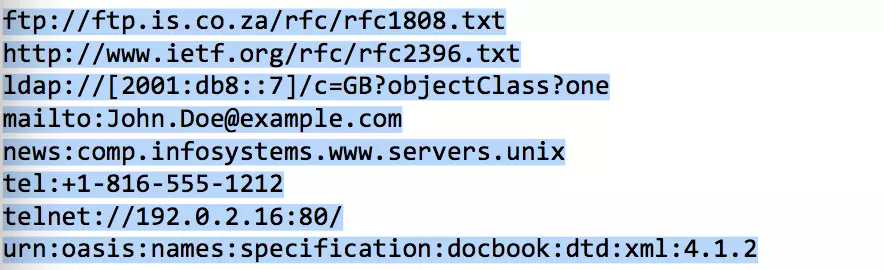 ftp://ftp.is.co.za/rfc/rfc1808.txt
http://www.ietf.org/rfc/rfc2396.txt
ldap://[2001:db8::7]/c=GB?objectClass?one
mailto:John.Doe@example.com
news:comp.infosystems.www.servers.unix
tel:+1-816-555-1212
telnet://192.0.2.16:80/
urn:oasis:names:specification:docbook:dtd:xml:4.1.2